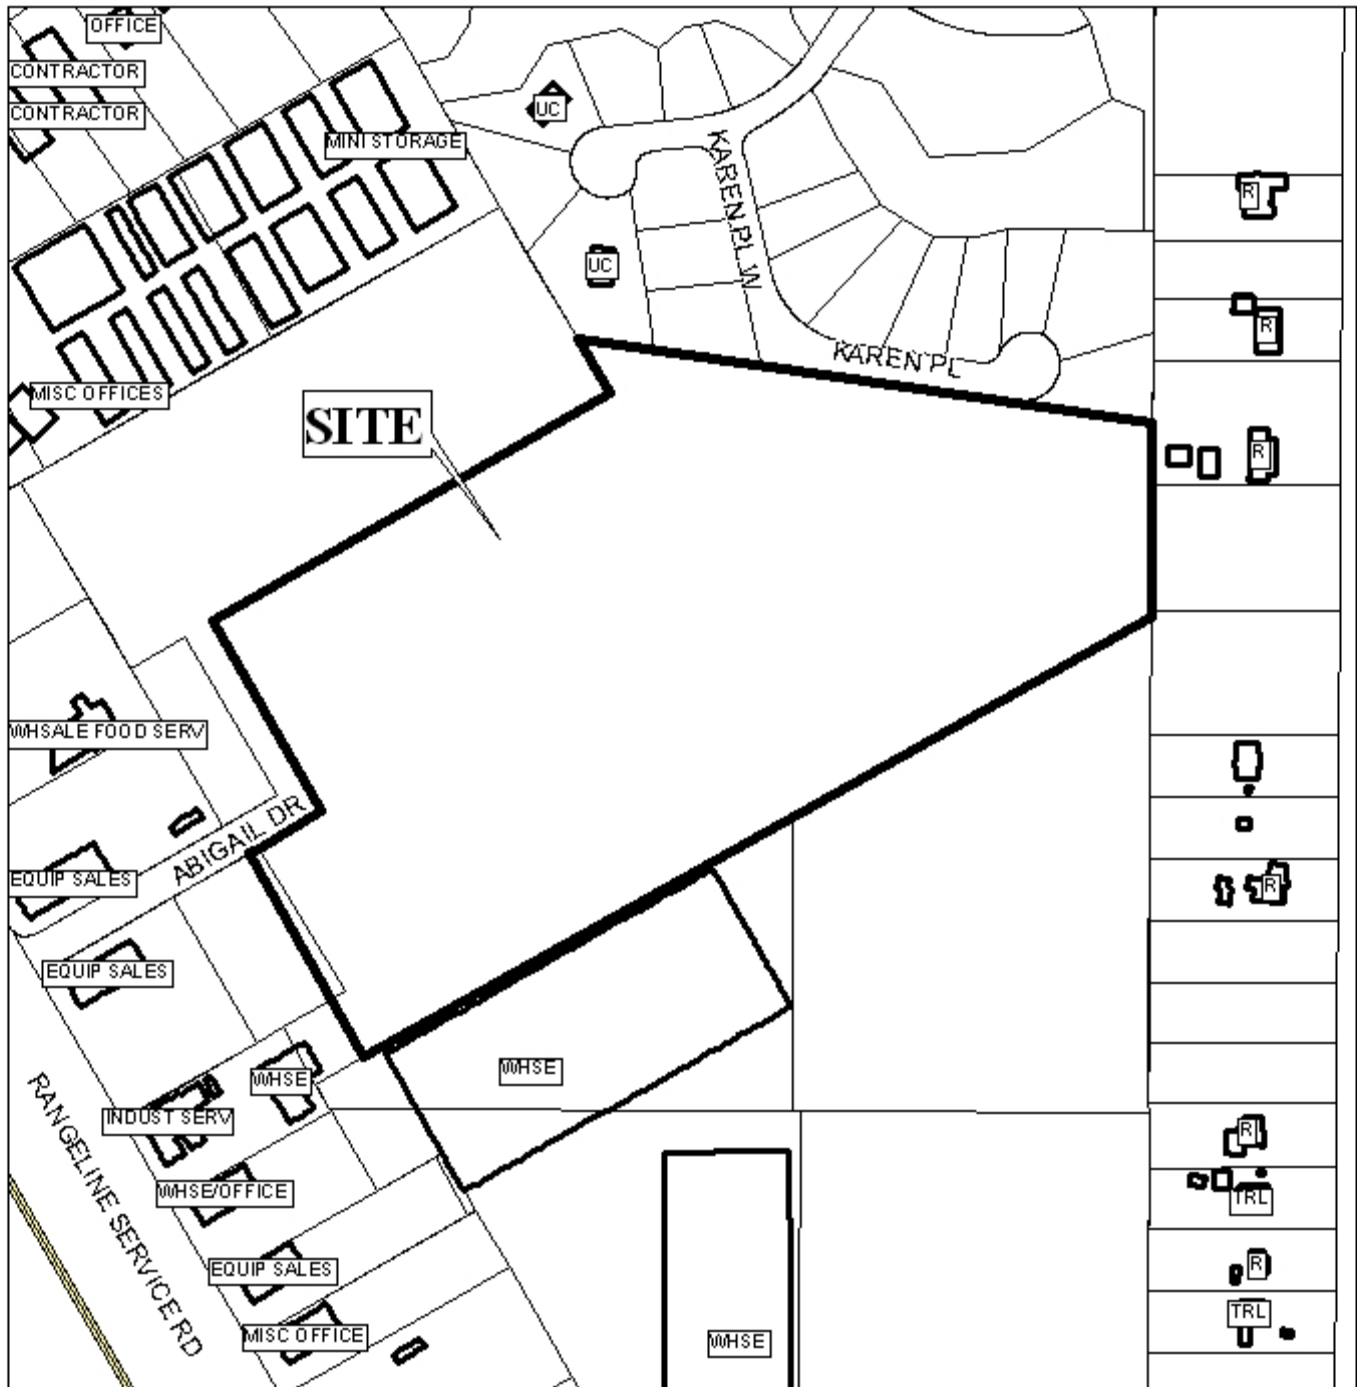 OFFICE
CONTRACTOR
CONTRACTOR
UC
MINI STORAGE
KAREN PL W
R
UC
R
KAREN PL
MISC OFFICES
SITE
R
WHSALE FOOD SERV
ABIGAIL DR
EQUIP SALES
R
EQUIP SALES
WHSE
WHSE
RANGELINE SERVICE RD
INDUST SERV
R
WHSE/OFFICE
TRL
EQUIP SALES
R
TRL
MISC OFFICE
WHSE